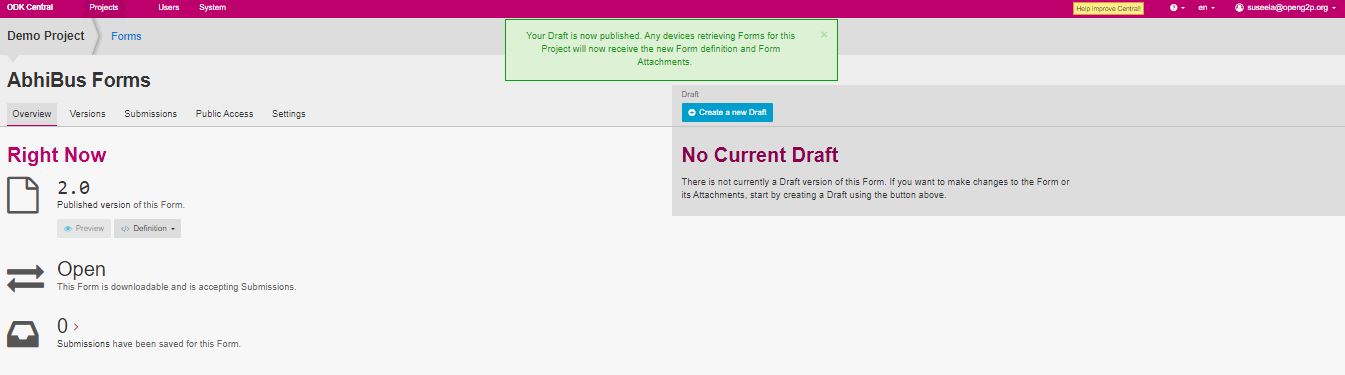 ODK Central Projects Users System Help improve Central! en suseela@openg2p.org
Demo Project Forms
Your Draft is now published. Any devices retrieving Forms for this
Project will now receive the new Form definition and Form
Attachments.
×
AbhiBus Forms
Overview Versions Submissions Public Access Settings
Draft
Create a new Draft
Right Now
2.0
Published version of this Form.
Preview Definition
Open
This Form is downloadable and is accepting Submissions.
0 >
Submissions have been saved for this Form.
No Current Draft
There is not currently a Draft version of this Form. If you want to make changes to the Form or
its Attachments, start by creating a Draft using the button above.